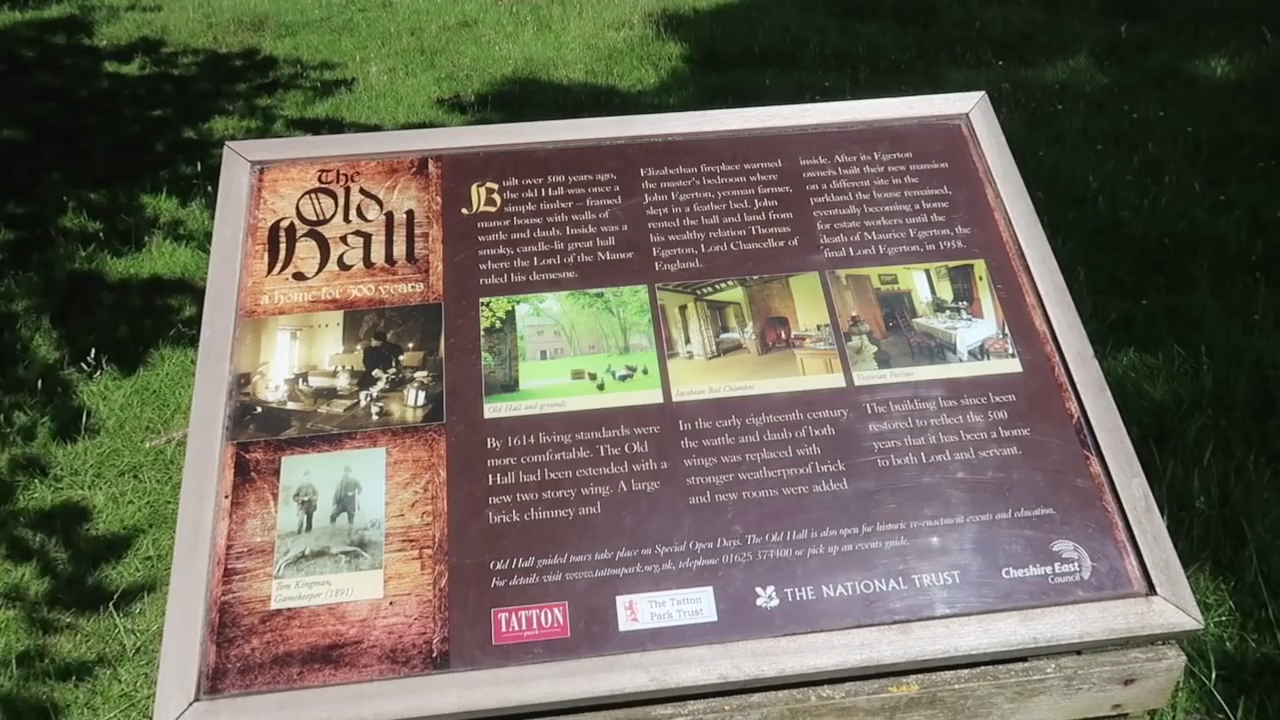 The
Old
Hall
a home for 500 years
Tom Kingman,
Gamekeeper (1891)
Built over 500 years ago,
the old Hall was once a
simple timber – framed
manor house with walls of
wattle and daub. Inside was a
smoky, candle-lit great hall
where the Lord of the Manor
ruled his demesne.
Old Hall and grounds
By 1614 living standards were
more comfortable. The Old
Hall had been extended with a
new two storey wing. A large
brick chimney and
Elizabethan fireplace warmed
the master's bedroom where
John Egerton, yeoman farmer,
slept in a feather bed. John
rented the hall and land from
his wealthy relation Thomas
Egerton, Lord Chancellor of
England.
Jacobean Bed Chamber
In the early eighteenth century
the wattle and daub of both
wings was replaced with
stronger weatherproof brick
and new rooms were added
inside. After its Egerton
owners built their new mansion
on a different site in the
parkland the house remained,
eventually becoming a home
for estate workers until the
death of Maurice Egerton, the
final Lord Egerton, in 1958.
Victorian Parlour
The building has since been
restored to reflect the 500
years that it has been a home
to both Lord and servant.
Old Hall guided tours take place on Special Open Days. The Old Hall is also open for historic re-enactment events and education.
For details visit www.tattonpark.org.uk, telephone 01625 374400 or pick up an events guide.
TATTON
park
The Tatton
Park Trust
THE NATIONAL TRUST
Cheshire East
Council